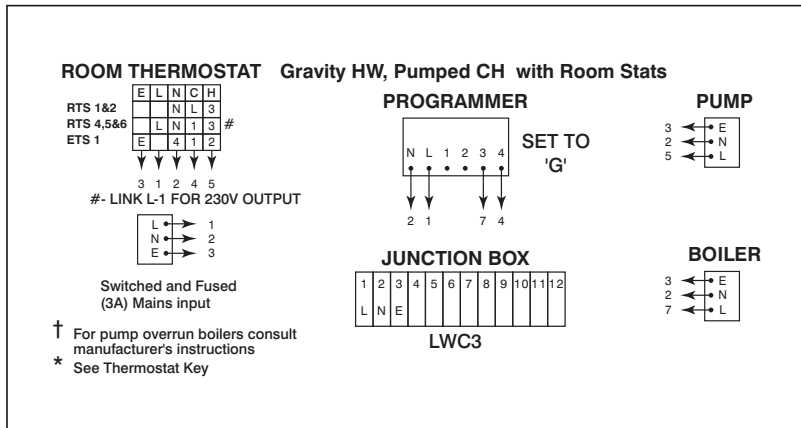 ROOM THERMOSTAT Gravity HW, Pumped CH with Room Stats
E L N C H
RTS 1&2 N L 3
RTS 4,5&6 L N 1 3 #
ETS 1 E 4 1 2
3 1 2 4 5
#- LINK L-1 FOR 230V OUTPUT
L 1
N 2
E 3
Switched and Fused
(3A) Mains input
† For pump overrun boilers consult
manufacturer's instructions
* See Thermostat Key
PROGRAMMER
N L 1 2 3 4
SET TO
'G'
2 1 7 4
JUNCTION BOX
1 2 3 4 5 6 7 8 9 10 11 12
L N E
LWC3
PUMP
3 E
2 N
5 L
BOILER
3 E
2 N
7 L